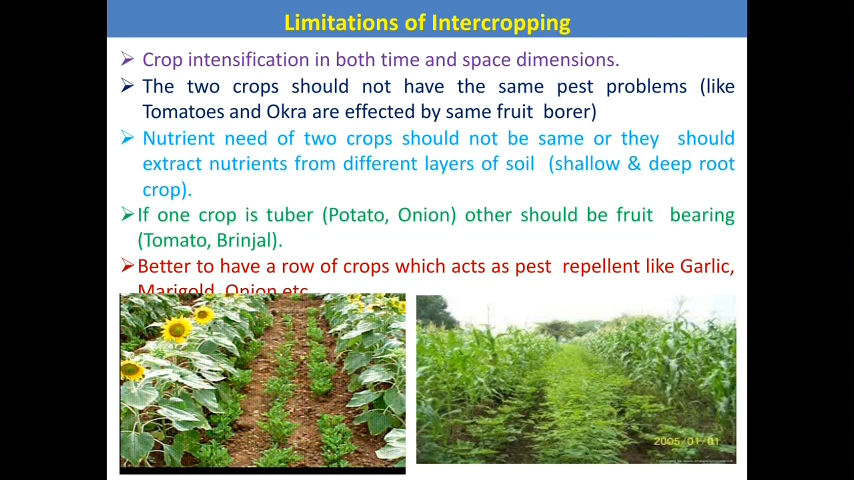 Limitations of Intercropping
➢ Crop intensification in both time and space dimensions.
➢ The two crops should not have the same pest problems (like
Tomatoes and Okra are effected by same fruit borer)
➢ Nutrient need of two crops should not be same or they should
extract nutrients from different layers of soil (shallow & deep root
crop).
➢If one crop is tuber (Potato, Onion) other should be fruit bearing
(Tomato, Brinjal).
➢Better to have a row of crops which acts as pest repellent like Garlic,
Marigold, Onion etc
2005/01/01